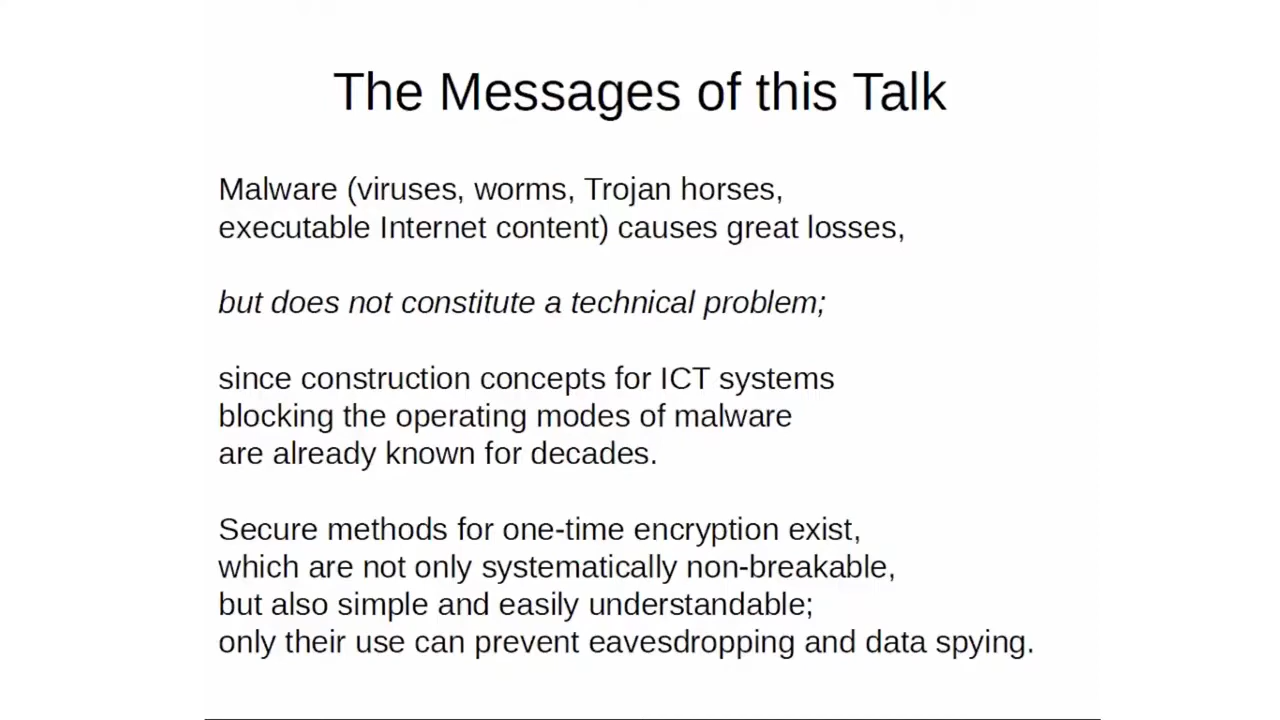 The Messages of this Talk
Malware (viruses, worms, Trojan horses,
executable Internet content) causes great losses,
but does not constitute a technical problem;
since construction concepts for ICT systems
blocking the operating modes of malware
are already known for decades.
Secure methods for one-time encryption exist,
which are not only systematically non-breakable,
but also simple and easily understandable;
only their use can prevent eavesdropping and data spying.